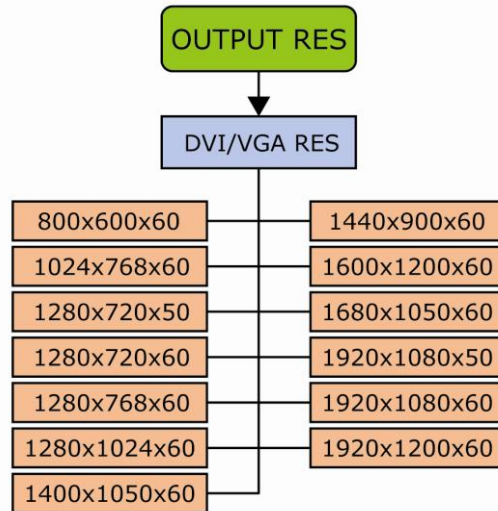 OUTPUT RES
DVI/VGA RES
800x600x60
1024x768x60
1280x720x50
1280x720x60
1280x768x60
1280x1024x60
1400x1050x60
1440x900x60
1600x1200x60
1680x1050x60
1920x1080x50
1920x1080x60
1920x1200x60